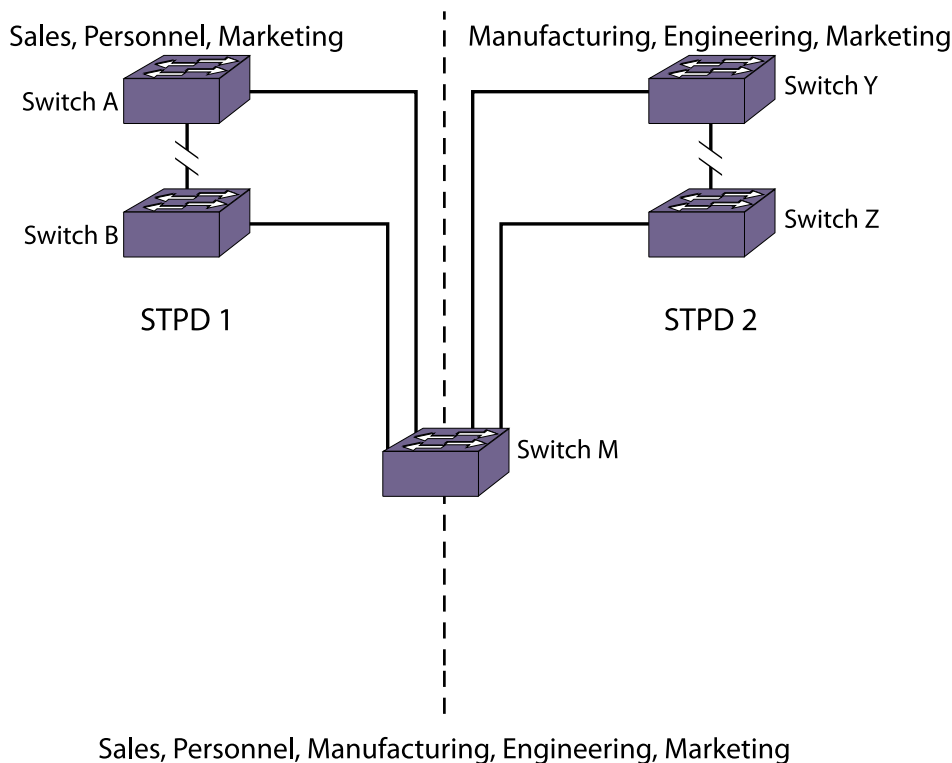 Sales, Personnel, Marketing
Manufacturing, Engineering, Marketing
Switch A
Switch Y
Switch B
Switch Z
STPD 1
STPD 2
Switch M
Sales, Personnel, Manufacturing, Engineering, Marketing